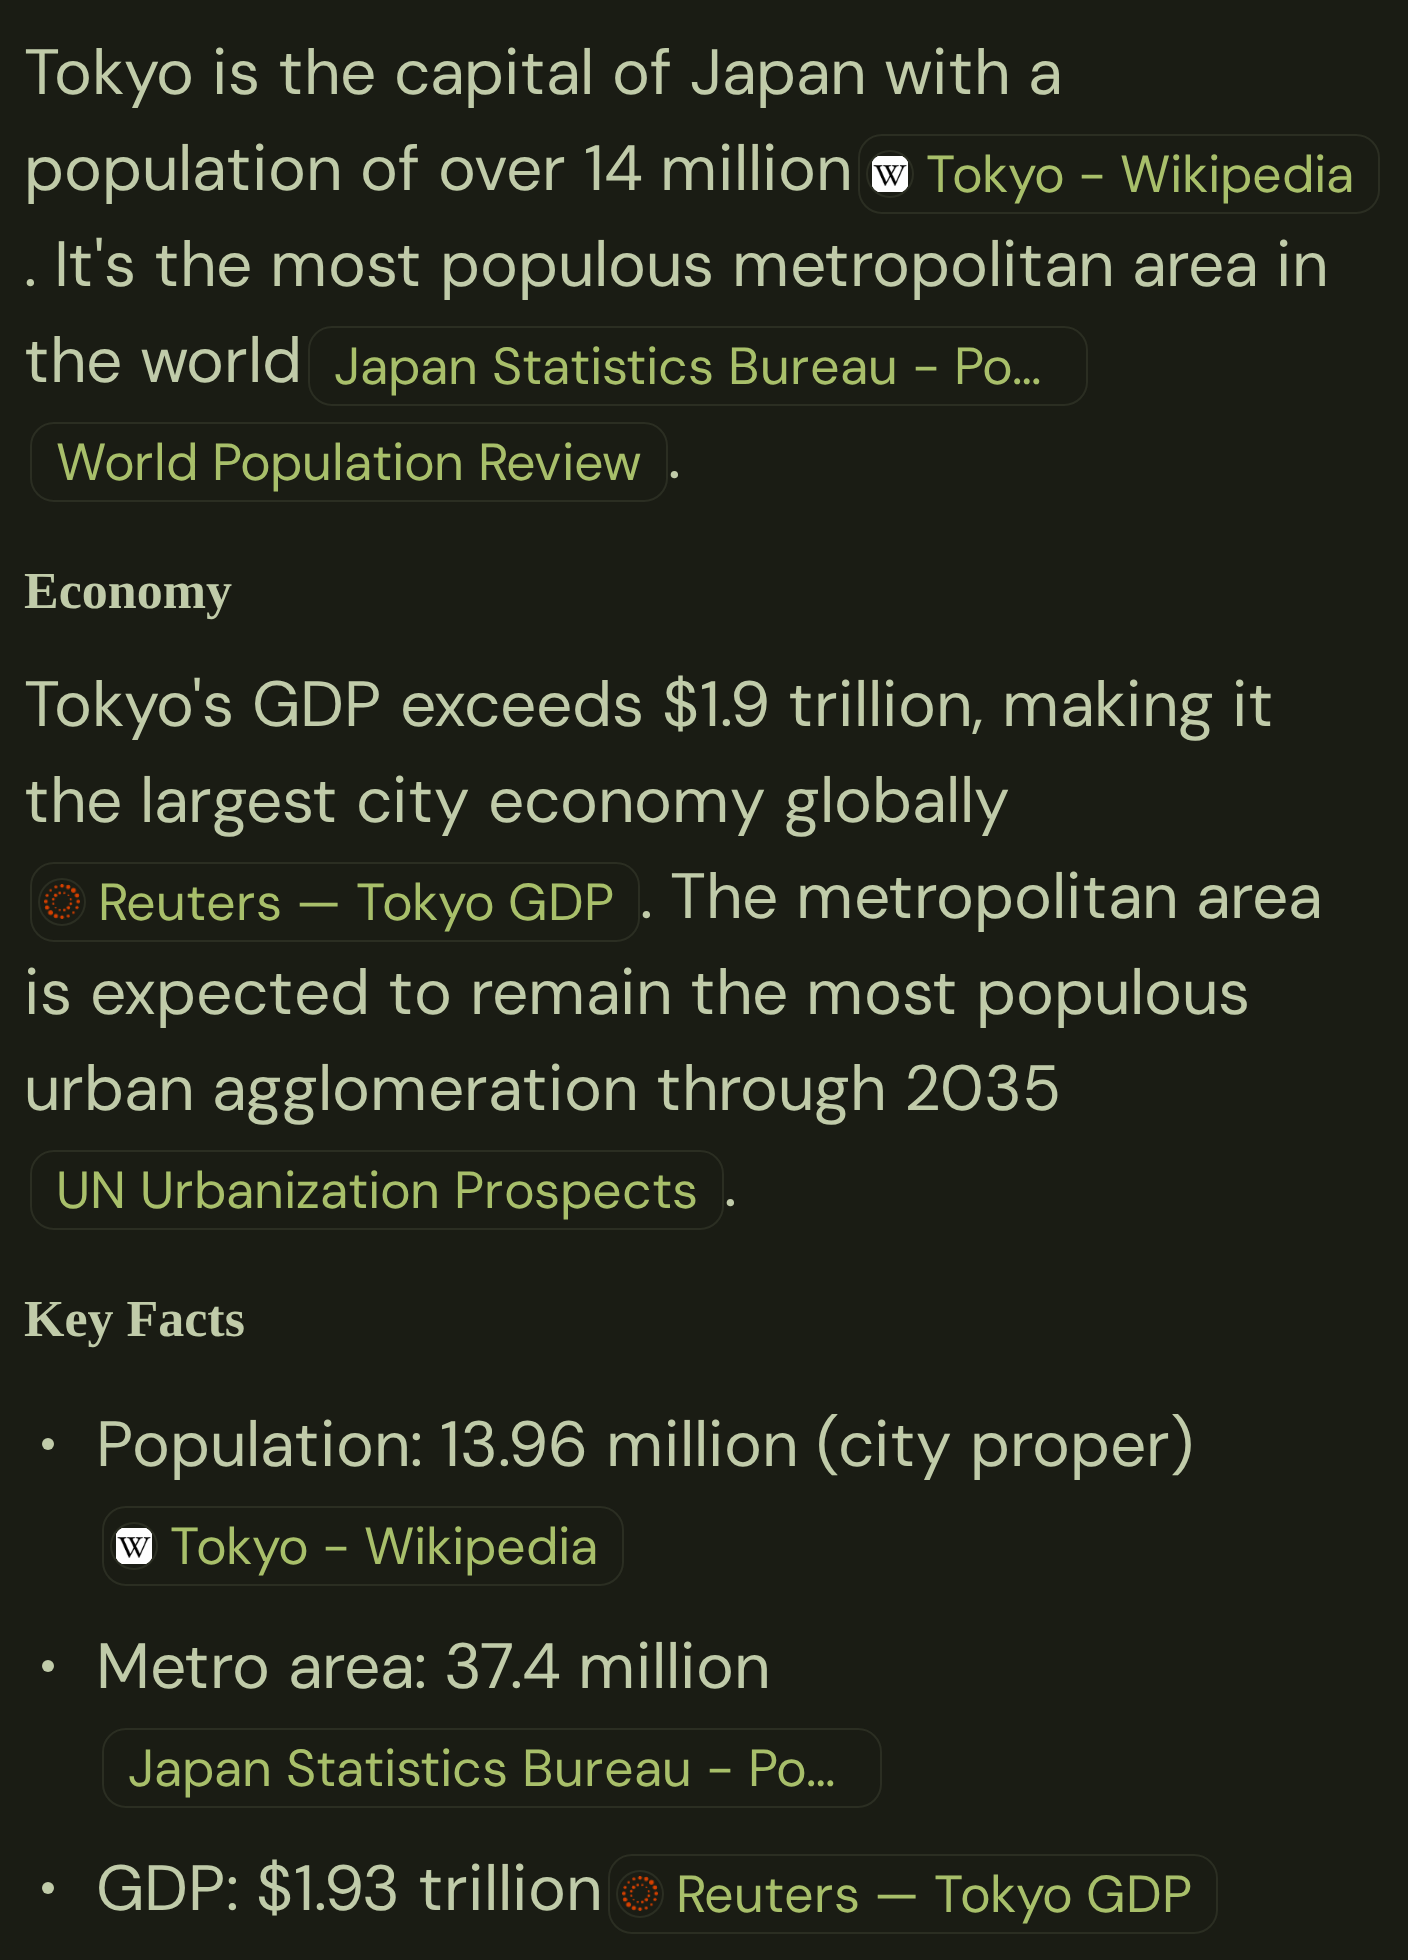 Tokyo is the capital of Japan with a
population of over 14 million W Tokyo - Wikipedia
. It's the most populous metropolitan area in
the world Japan Statistics Bureau - Po...
World Population Review.
Economy
Tokyo's GDP exceeds $1.9 trillion, making it
the largest city economy globally
Reuters — Tokyo GDP. The metropolitan area
is expected to remain the most populous
urban agglomeration through 2035
UN Urbanization Prospects.
Key Facts
• Population: 13.96 million (city proper)
W Tokyo - Wikipedia
• Metro area: 37.4 million
Japan Statistics Bureau - Po...
• GDP: $1.93 trillion Reuters — Tokyo GDP